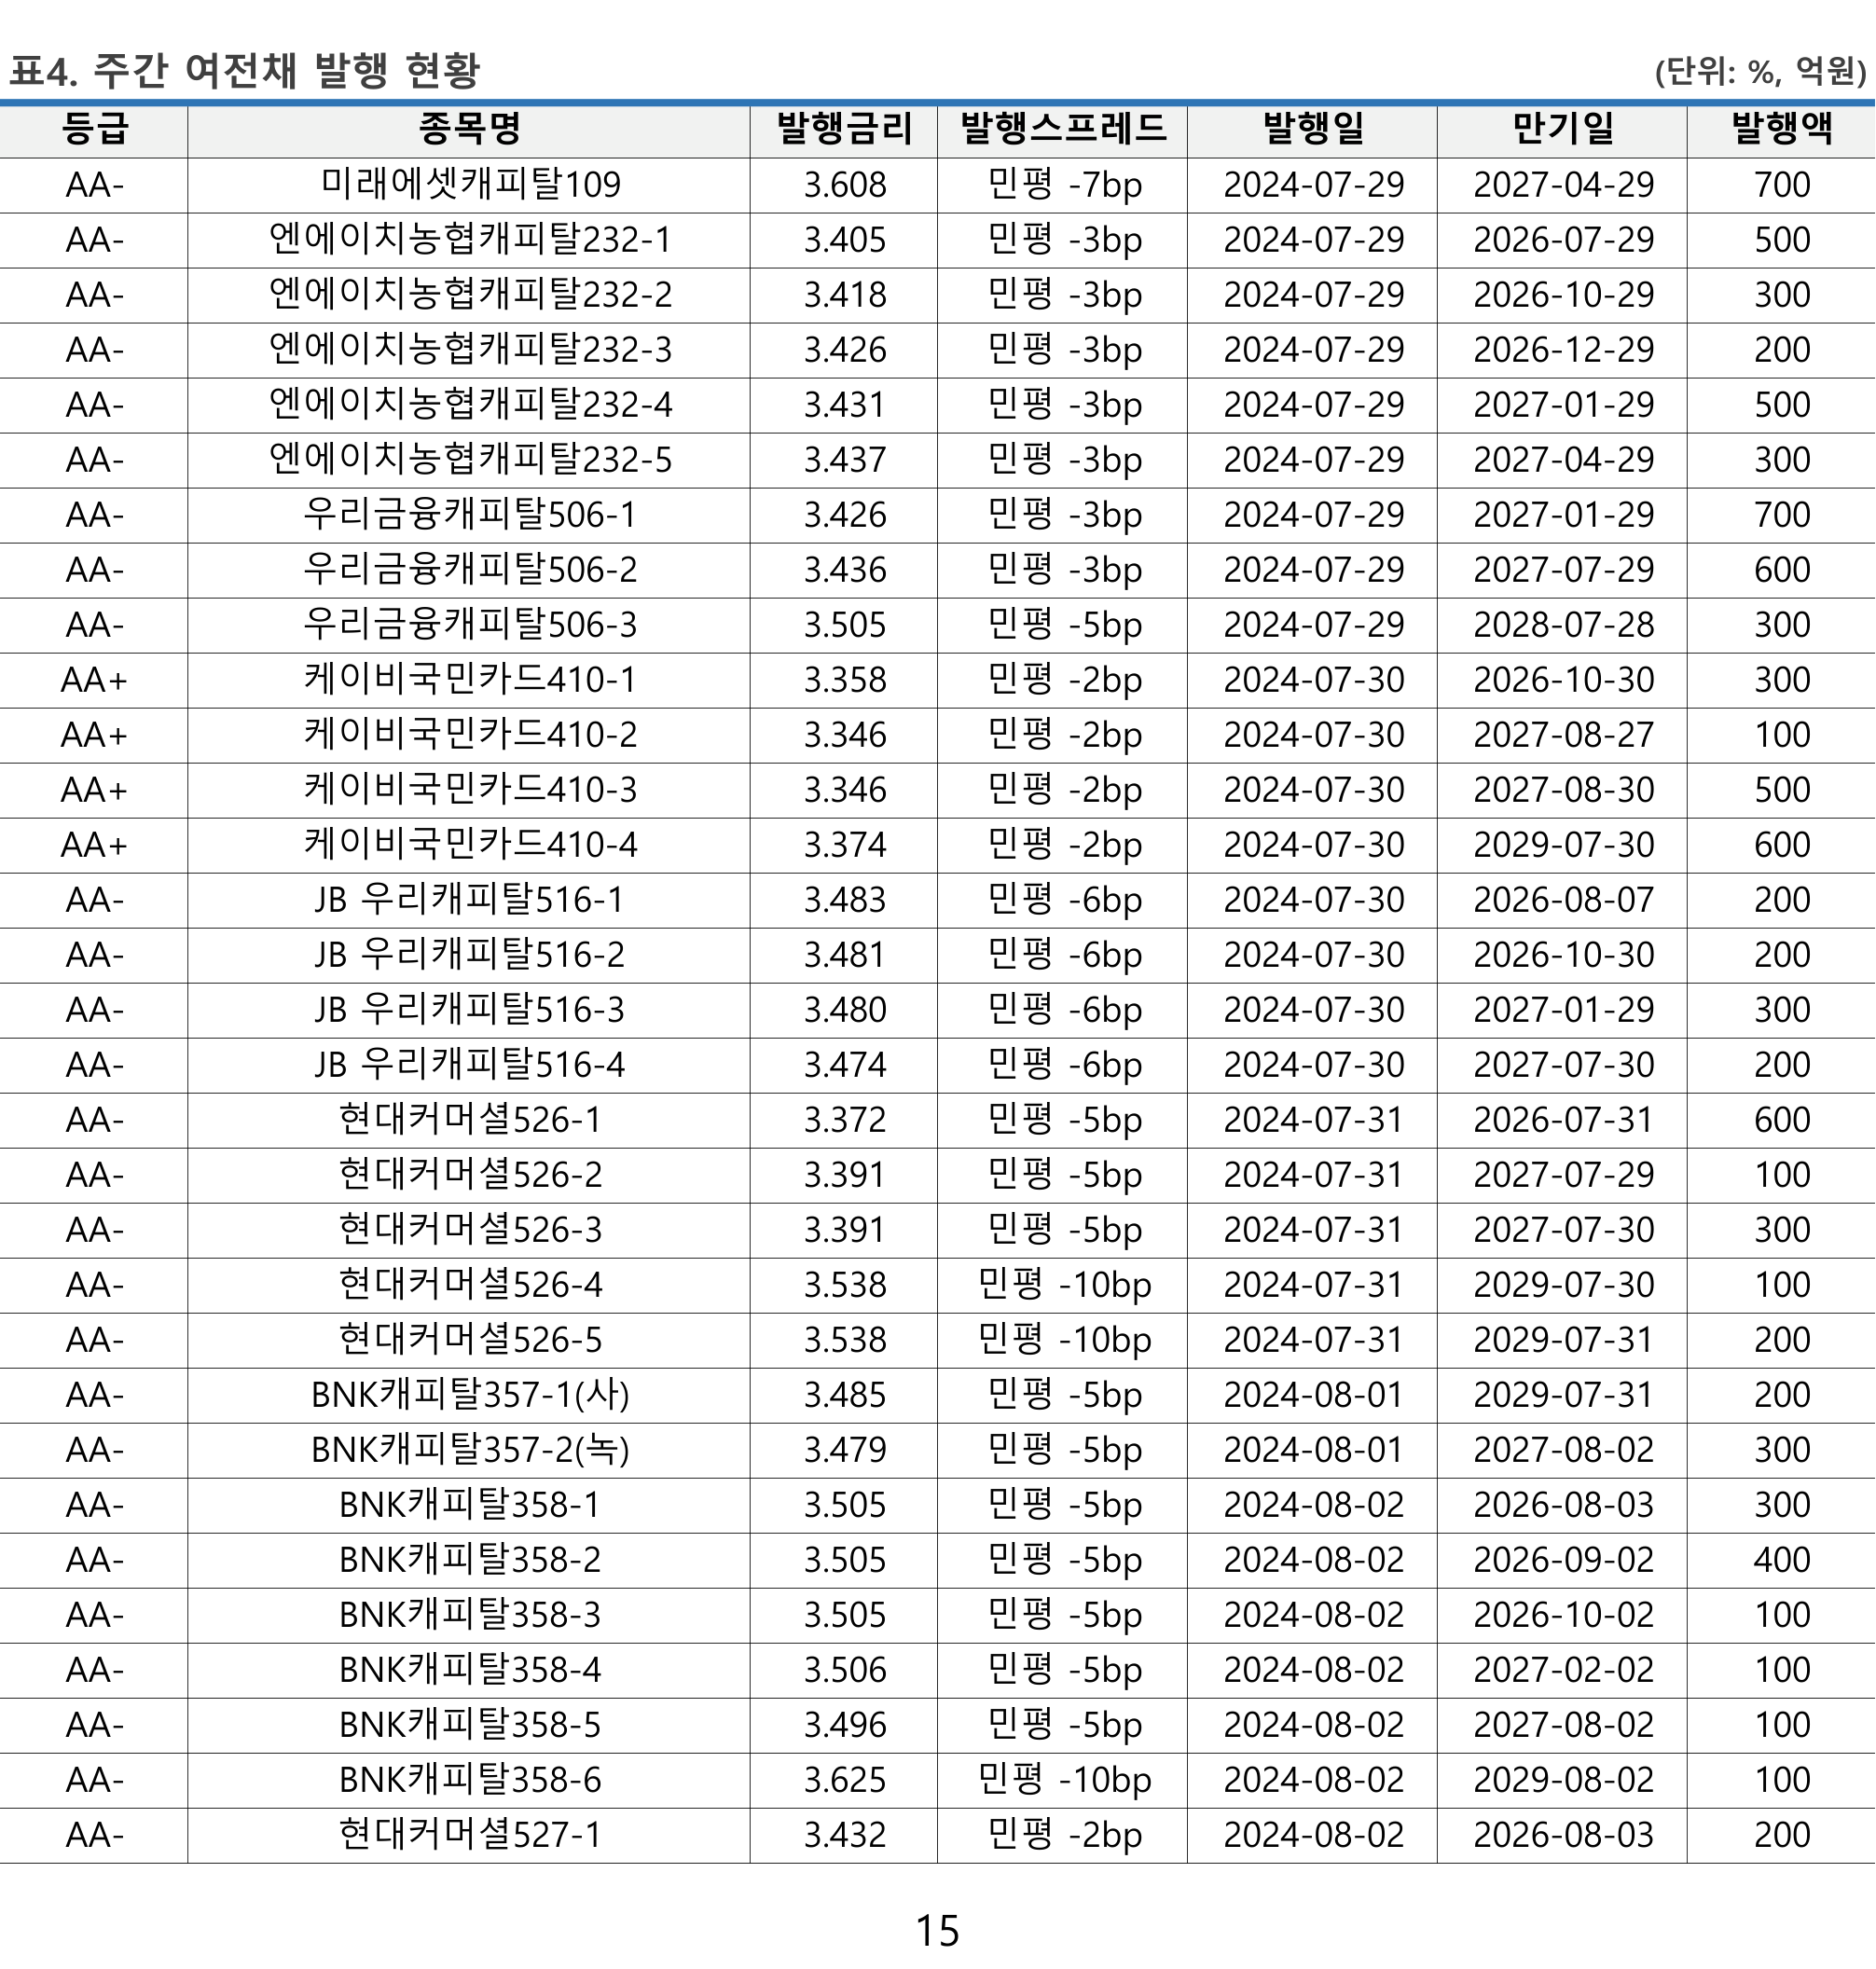 표4. 주간 여전채 발행 현황 (단위: %, 억원)
등급 종목명 발행금리 발행스프레드 발행일 만기일 발행액
AA- 미래에셋캐피탈109 3.608 민평 -7bp 2024-07-29 2027-04-29 700
AA- 엔에이치농협캐피탈232-1 3.405 민평 -3bp 2024-07-29 2026-07-29 500
AA- 엔에이치농협캐피탈232-2 3.418 민평 -3bp 2024-07-29 2026-10-29 300
AA- 엔에이치농협캐피탈232-3 3.426 민평 -3bp 2024-07-29 2026-12-29 200
AA- 엔에이치농협캐피탈232-4 3.431 민평 -3bp 2024-07-29 2027-01-29 500
AA- 엔에이치농협캐피탈232-5 3.437 민평 -3bp 2024-07-29 2027-04-29 300
AA- 우리금융캐피탈506-1 3.426 민평 -3bp 2024-07-29 2027-01-29 700
AA- 우리금융캐피탈506-2 3.436 민평 -3bp 2024-07-29 2027-07-29 600
AA- 우리금융캐피탈506-3 3.505 민평 -5bp 2024-07-29 2028-07-28 300
AA+ 케이비국민카드410-1 3.358 민평 -2bp 2024-07-30 2026-10-30 300
AA+ 케이비국민카드410-2 3.346 민평 -2bp 2024-07-30 2027-08-27 100
AA+ 케이비국민카드410-3 3.346 민평 -2bp 2024-07-30 2027-08-30 500
AA+ 케이비국민카드410-4 3.374 민평 -2bp 2024-07-30 2029-07-30 600
AA- JB 우리캐피탈516-1 3.483 민평 -6bp 2024-07-30 2026-08-07 200
AA- JB 우리캐피탈516-2 3.481 민평 -6bp 2024-07-30 2026-10-30 200
AA- JB 우리캐피탈516-3 3.480 민평 -6bp 2024-07-30 2027-01-29 300
AA- JB 우리캐피탈516-4 3.474 민평 -6bp 2024-07-30 2027-07-30 200
AA- 현대커머셜526-1 3.372 민평 -5bp 2024-07-31 2026-07-31 600
AA- 현대커머셜526-2 3.391 민평 -5bp 2024-07-31 2027-07-29 100
AA- 현대커머셜526-3 3.391 민평 -5bp 2024-07-31 2027-07-30 300
AA- 현대커머셜526-4 3.538 민평 -10bp 2024-07-31 2029-07-30 100
AA- 현대커머셜526-5 3.538 민평 -10bp 2024-07-31 2029-07-31 200
AA- BNK캐피탈357-1(사) 3.485 민평 -5bp 2024-08-01 2029-07-31 200
AA- BNK캐피탈357-2(녹) 3.479 민평 -5bp 2024-08-01 2027-08-02 300
AA- BNK캐피탈358-1 3.505 민평 -5bp 2024-08-02 2026-08-03 300
AA- BNK캐피탈358-2 3.505 민평 -5bp 2024-08-02 2026-09-02 400
AA- BNK캐피탈358-3 3.505 민평 -5bp 2024-08-02 2026-10-02 100
AA- BNK캐피탈358-4 3.506 민평 -5bp 2024-08-02 2027-02-02 100
AA- BNK캐피탈358-5 3.496 민평 -5bp 2024-08-02 2027-08-02 100
AA- BNK캐피탈358-6 3.625 민평 -10bp 2024-08-02 2029-08-02 100
AA- 현대커머셜527-1 3.432 민평 -2bp 2024-08-02 2026-08-03 200
15